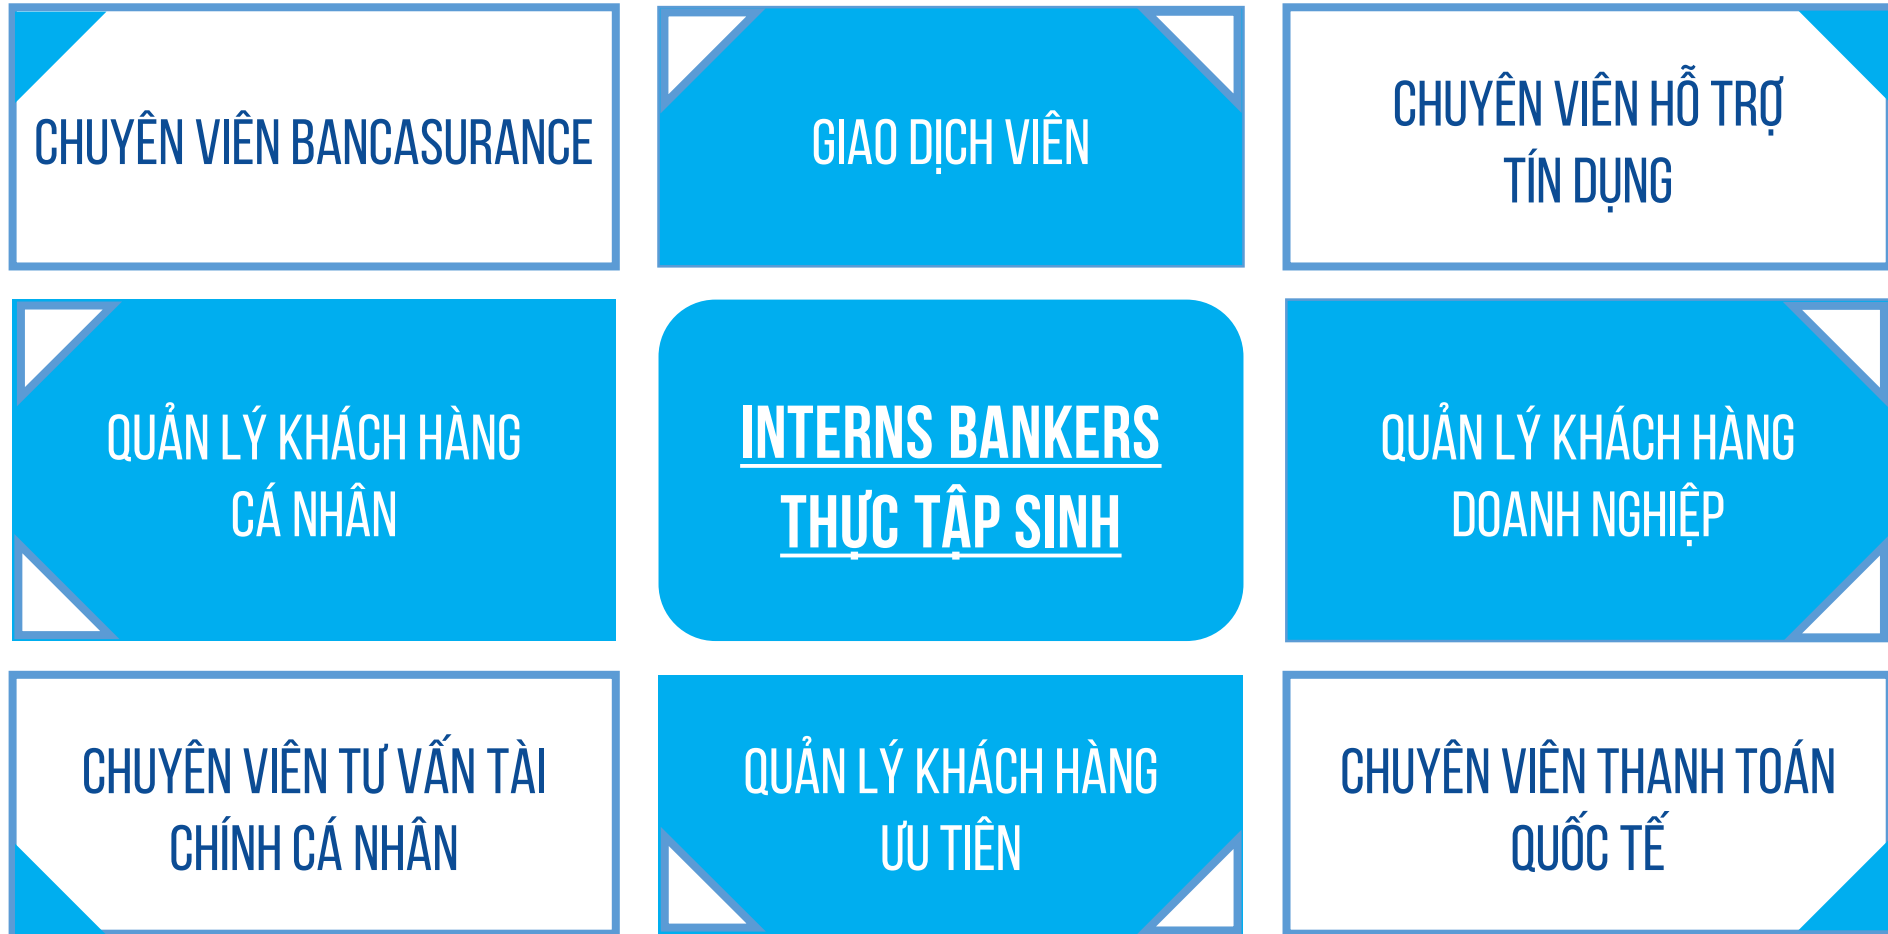 CHUYÊN VIÊN BANCASURANCE
GIAO DỊCH VIÊN
CHUYÊN VIÊN HỖ TRỢ
TÍN DỤNG
QUẢN LÝ KHÁCH HÀNG
CÁ NHÂN
INTERNS BANKERS
THỰC TẬP SINH
QUẢN LÝ KHÁCH HÀNG
DOANH NGHIỆP
CHUYÊN VIÊN TƯ VẤN TÀI
CHÍNH CÁ NHÂN
QUẢN LÝ KHÁCH HÀNG
ƯU TIÊN
CHUYÊN VIÊN THANH TOÁN
QUỐC TẾ